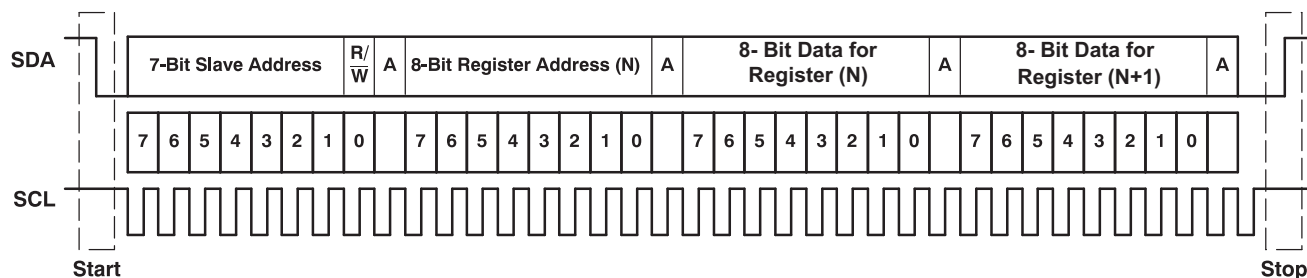 SDA
7-Bit Slave Address
R/
W
A
8-Bit Register Address (N)
A
8- Bit Data for
Register (N)
A
8- Bit Data for
Register (N+1)
A
7 6 5 4 3 2 1 0 7 6 5 4 3 2 1 0 7 6 5 4 3 2 1 0 7 6 5 4 3 2 1 0
SCL
Start
Stop